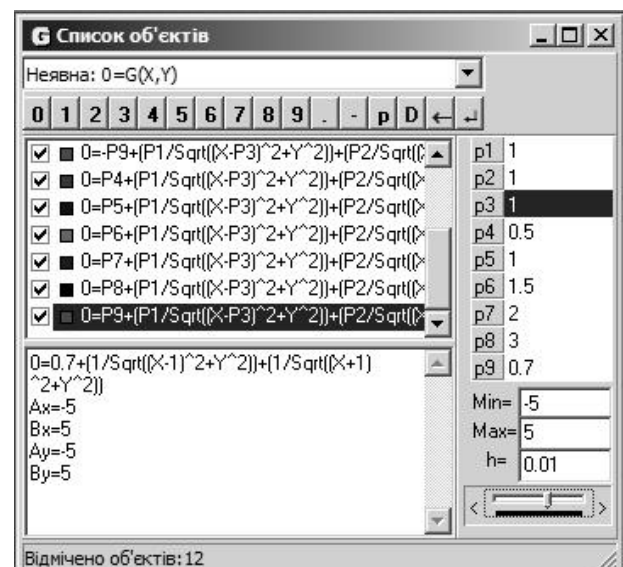 G Список об'єктів
Неявна: 0=G(X,Y)
0 1 2 3 4 5 6 7 8 9 . - p D ← ↵
0=-P9+(P1/Sqrt((X-P3)^2+Y^2))+(P2/Sqrt((
0=P4+(P1/Sqrt((X-P3)^2+Y^2))+(P2/Sqrt((X
0=P5+(P1/Sqrt((X-P3)^2+Y^2))+(P2/Sqrt((X
0=P6+(P1/Sqrt((X-P3)^2+Y^2))+(P2/Sqrt((X
0=P7+(P1/Sqrt((X-P3)^2+Y^2))+(P2/Sqrt((X
0=P8+(P1/Sqrt((X-P3)^2+Y^2))+(P2/Sqrt((X
0=P9+(P1/Sqrt((X-P3)^2+Y^2))+(P2/Sqrt((X
0=0.7+(1/Sqrt((X-1)^2+Y^2))+(1/Sqrt((X+1)
^2+Y^2))
Ax=-5
Bx=5
Ay=-5
By=5
p1 1
p2 1
p3 1
p4 0.5
p5 1
p6 1.5
p7 2
p8 3
p9 0.7
Min= -5
Max= 5
h= 0.01
< >
Відмічено об'єктів:12